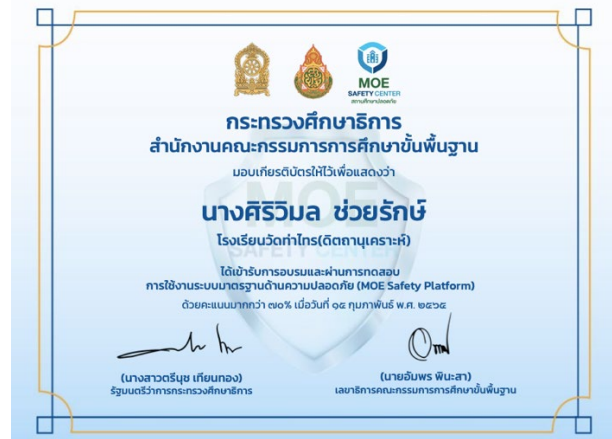 MOE
SAFETY CENTER
สถานศึกษาปลอดภัย
กระทรวงศึกษาธิการ
สำนักงานคณะกรรมการการศึกษาขั้นพื้นฐาน
มอบเกียรติบัตรให้ไว้เพื่อแสดงว่า
นางศิริวิมล ช่วยรักษ์
โรงเรียนวัดท่าไทร(ดิตถานุเคราะห์)
ได้เข้ารับการอบรมและผ่านการทดสอบ
การใช้งานระบบมาตรฐานด้านความปลอดภัย (MOE Safety Platform)
ด้วยคะแนนมากกว่า ๗๐% เมื่อวันที่ ๑๕ กุมภาพันธ์ พ.ศ. ๒๕๖๕
(นางสาวตรีนุช เทียนทอง)
รัฐมนตรีว่าการกระทรวงศึกษาธิการ
(นายอัมพร พินะสา)
เลขาธิการคณะกรรมการการศึกษาขั้นพื้นฐาน
MOE
SAFETY CENTER